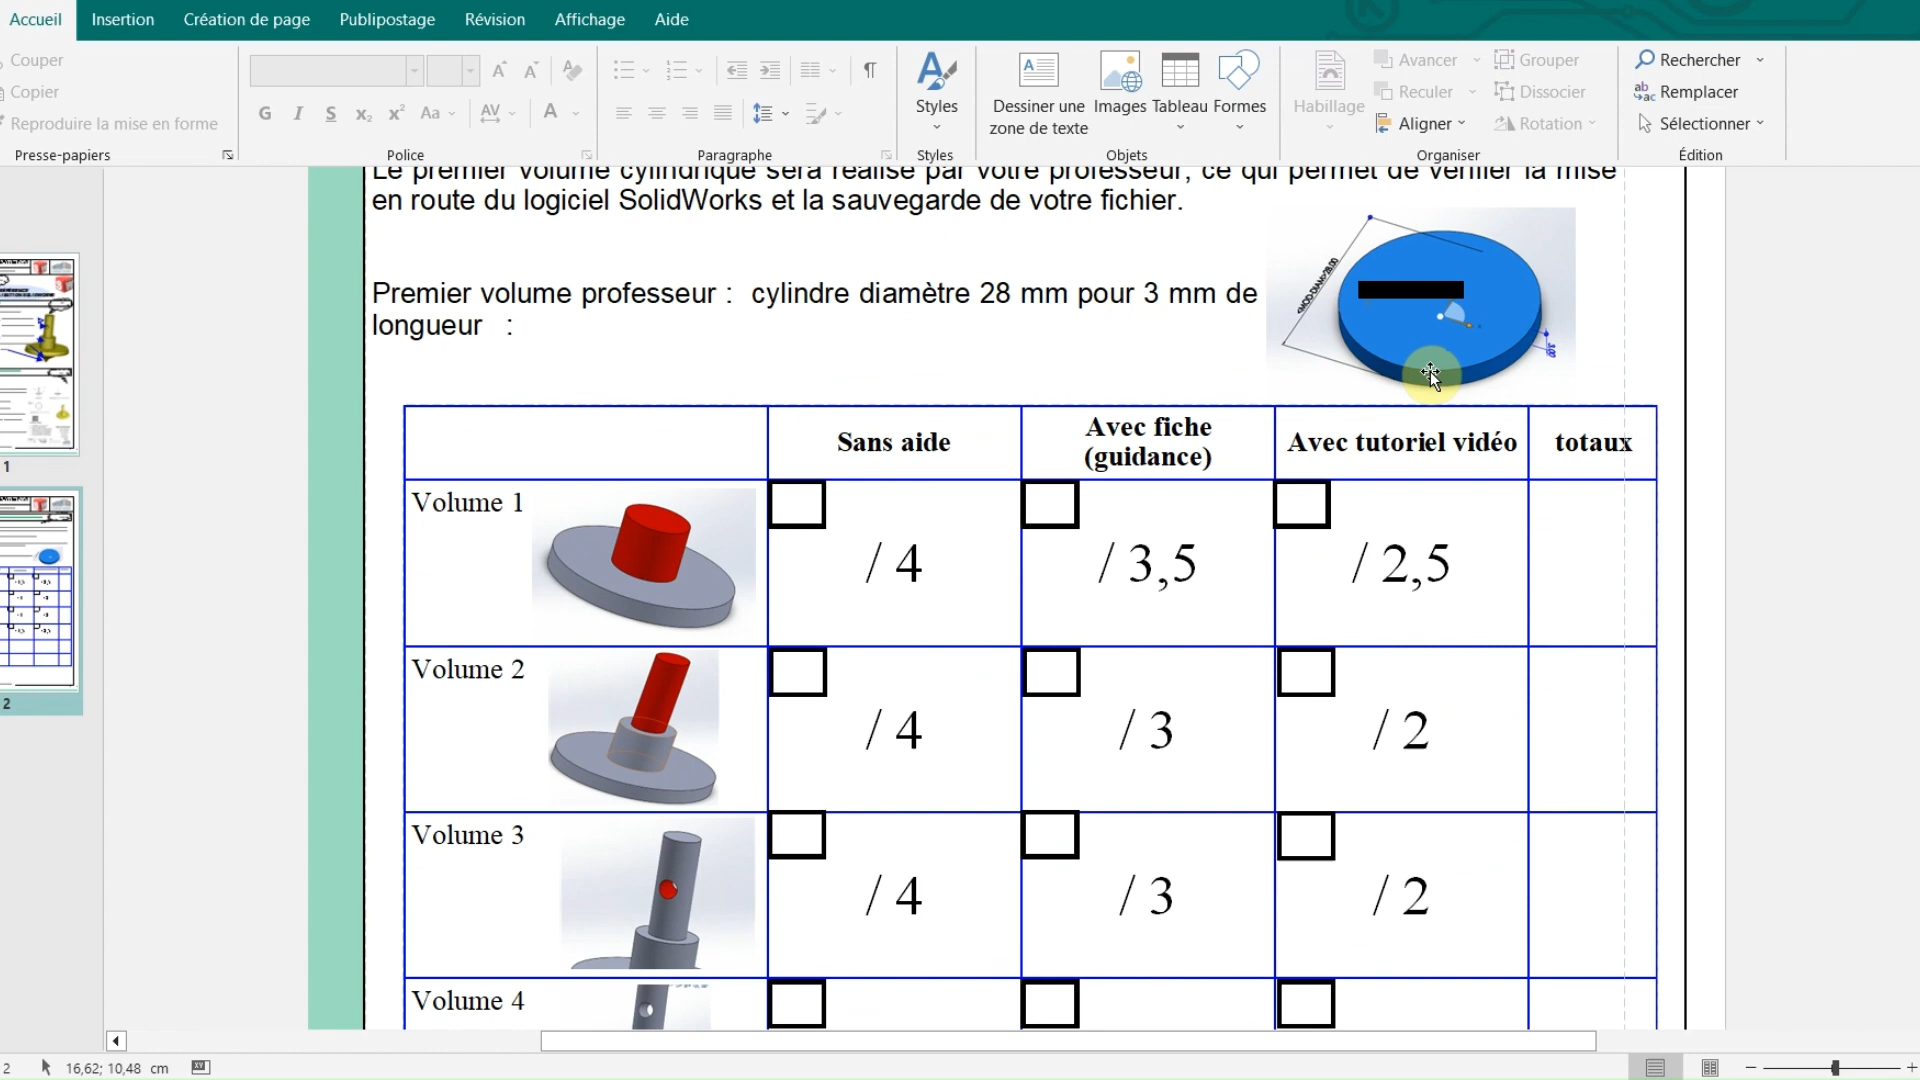 Accueil Insertion Création de page Publipostage Révision Affichage Aide
Couper
Copier
Reproduire la mise en forme
Presse-papiers
G I S x₂ x² Aa AV A
Police
¶
Paragraphe
Styles
Styles
Dessiner une zone de texte
Images
Tableau
Formes
Objets
Habillage
Avancer
Reculer
Aligner
Grouper
Dissocier
Rotation
Organiser
Rechercher
Remplacer
Sélectionner
Édition
Le premier volume cylindrique sera réalisé par votre professeur, ce qui permet de vérifier la mise
en route du logiciel SolidWorks et la sauvegarde de votre fichier.
Premier volume professeur : cylindre diamètre 28 mm pour 3 mm de
longueur :
Sans aide
Avec fiche
(guidance)
Avec tutoriel vidéo
totaux
Volume 1
/ 4
/ 3,5
/ 2,5
Volume 2
/ 4
/ 3
/ 2
Volume 3
/ 4
/ 3
/ 2
Volume 4
1
2
2 16,62; 10,48 cm